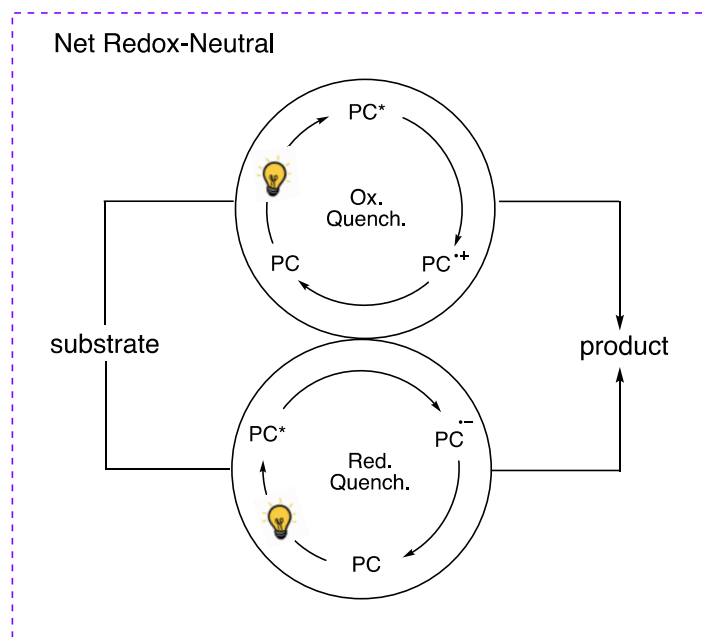 Net Redox-Neutral
PC*
Ox.
Quench.
PC
PC•+
substrate
product
PC*
PC•−
Red.
Quench.
PC